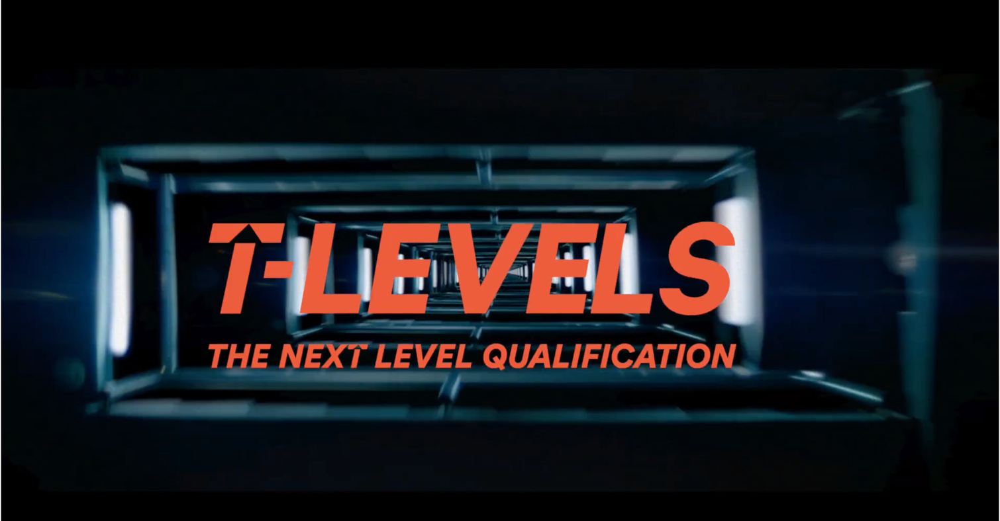 T-LEVELS
THE NEXT LEVEL QUALIFICATION